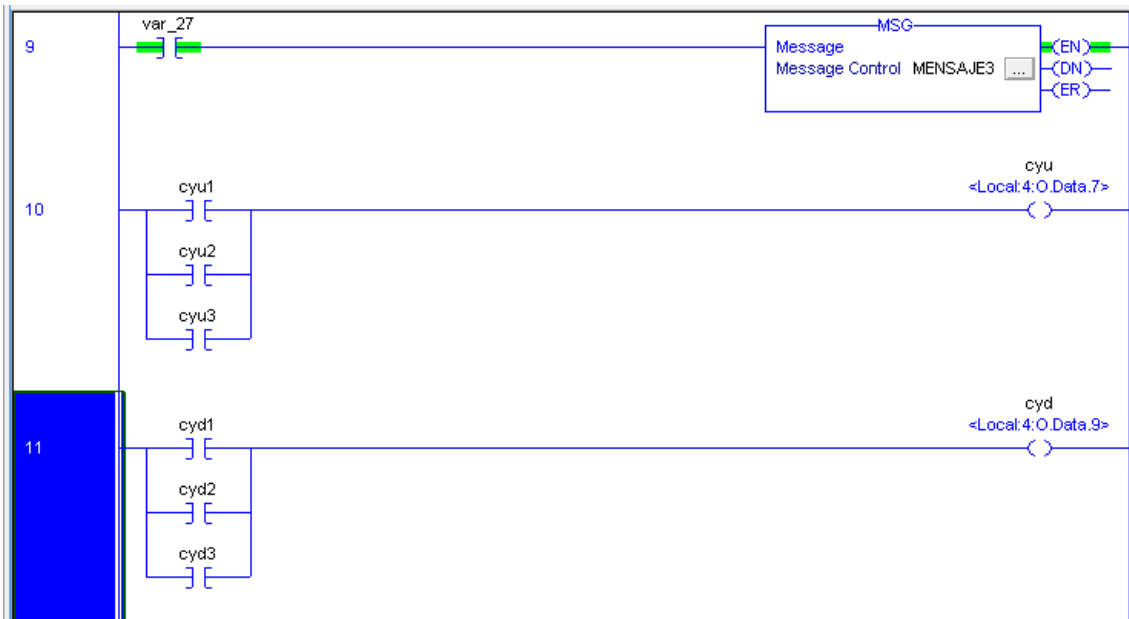 var_27
MSG
9
Message
(EN)
Message Control MENSAJE3 ...
(DN)
(ER)
cyu
cyu1
<Local:4:O.Data.7>
10
cyu2
cyu3
cyd
cyd1
<Local:4:O.Data.9>
11
cyd2
cyd3